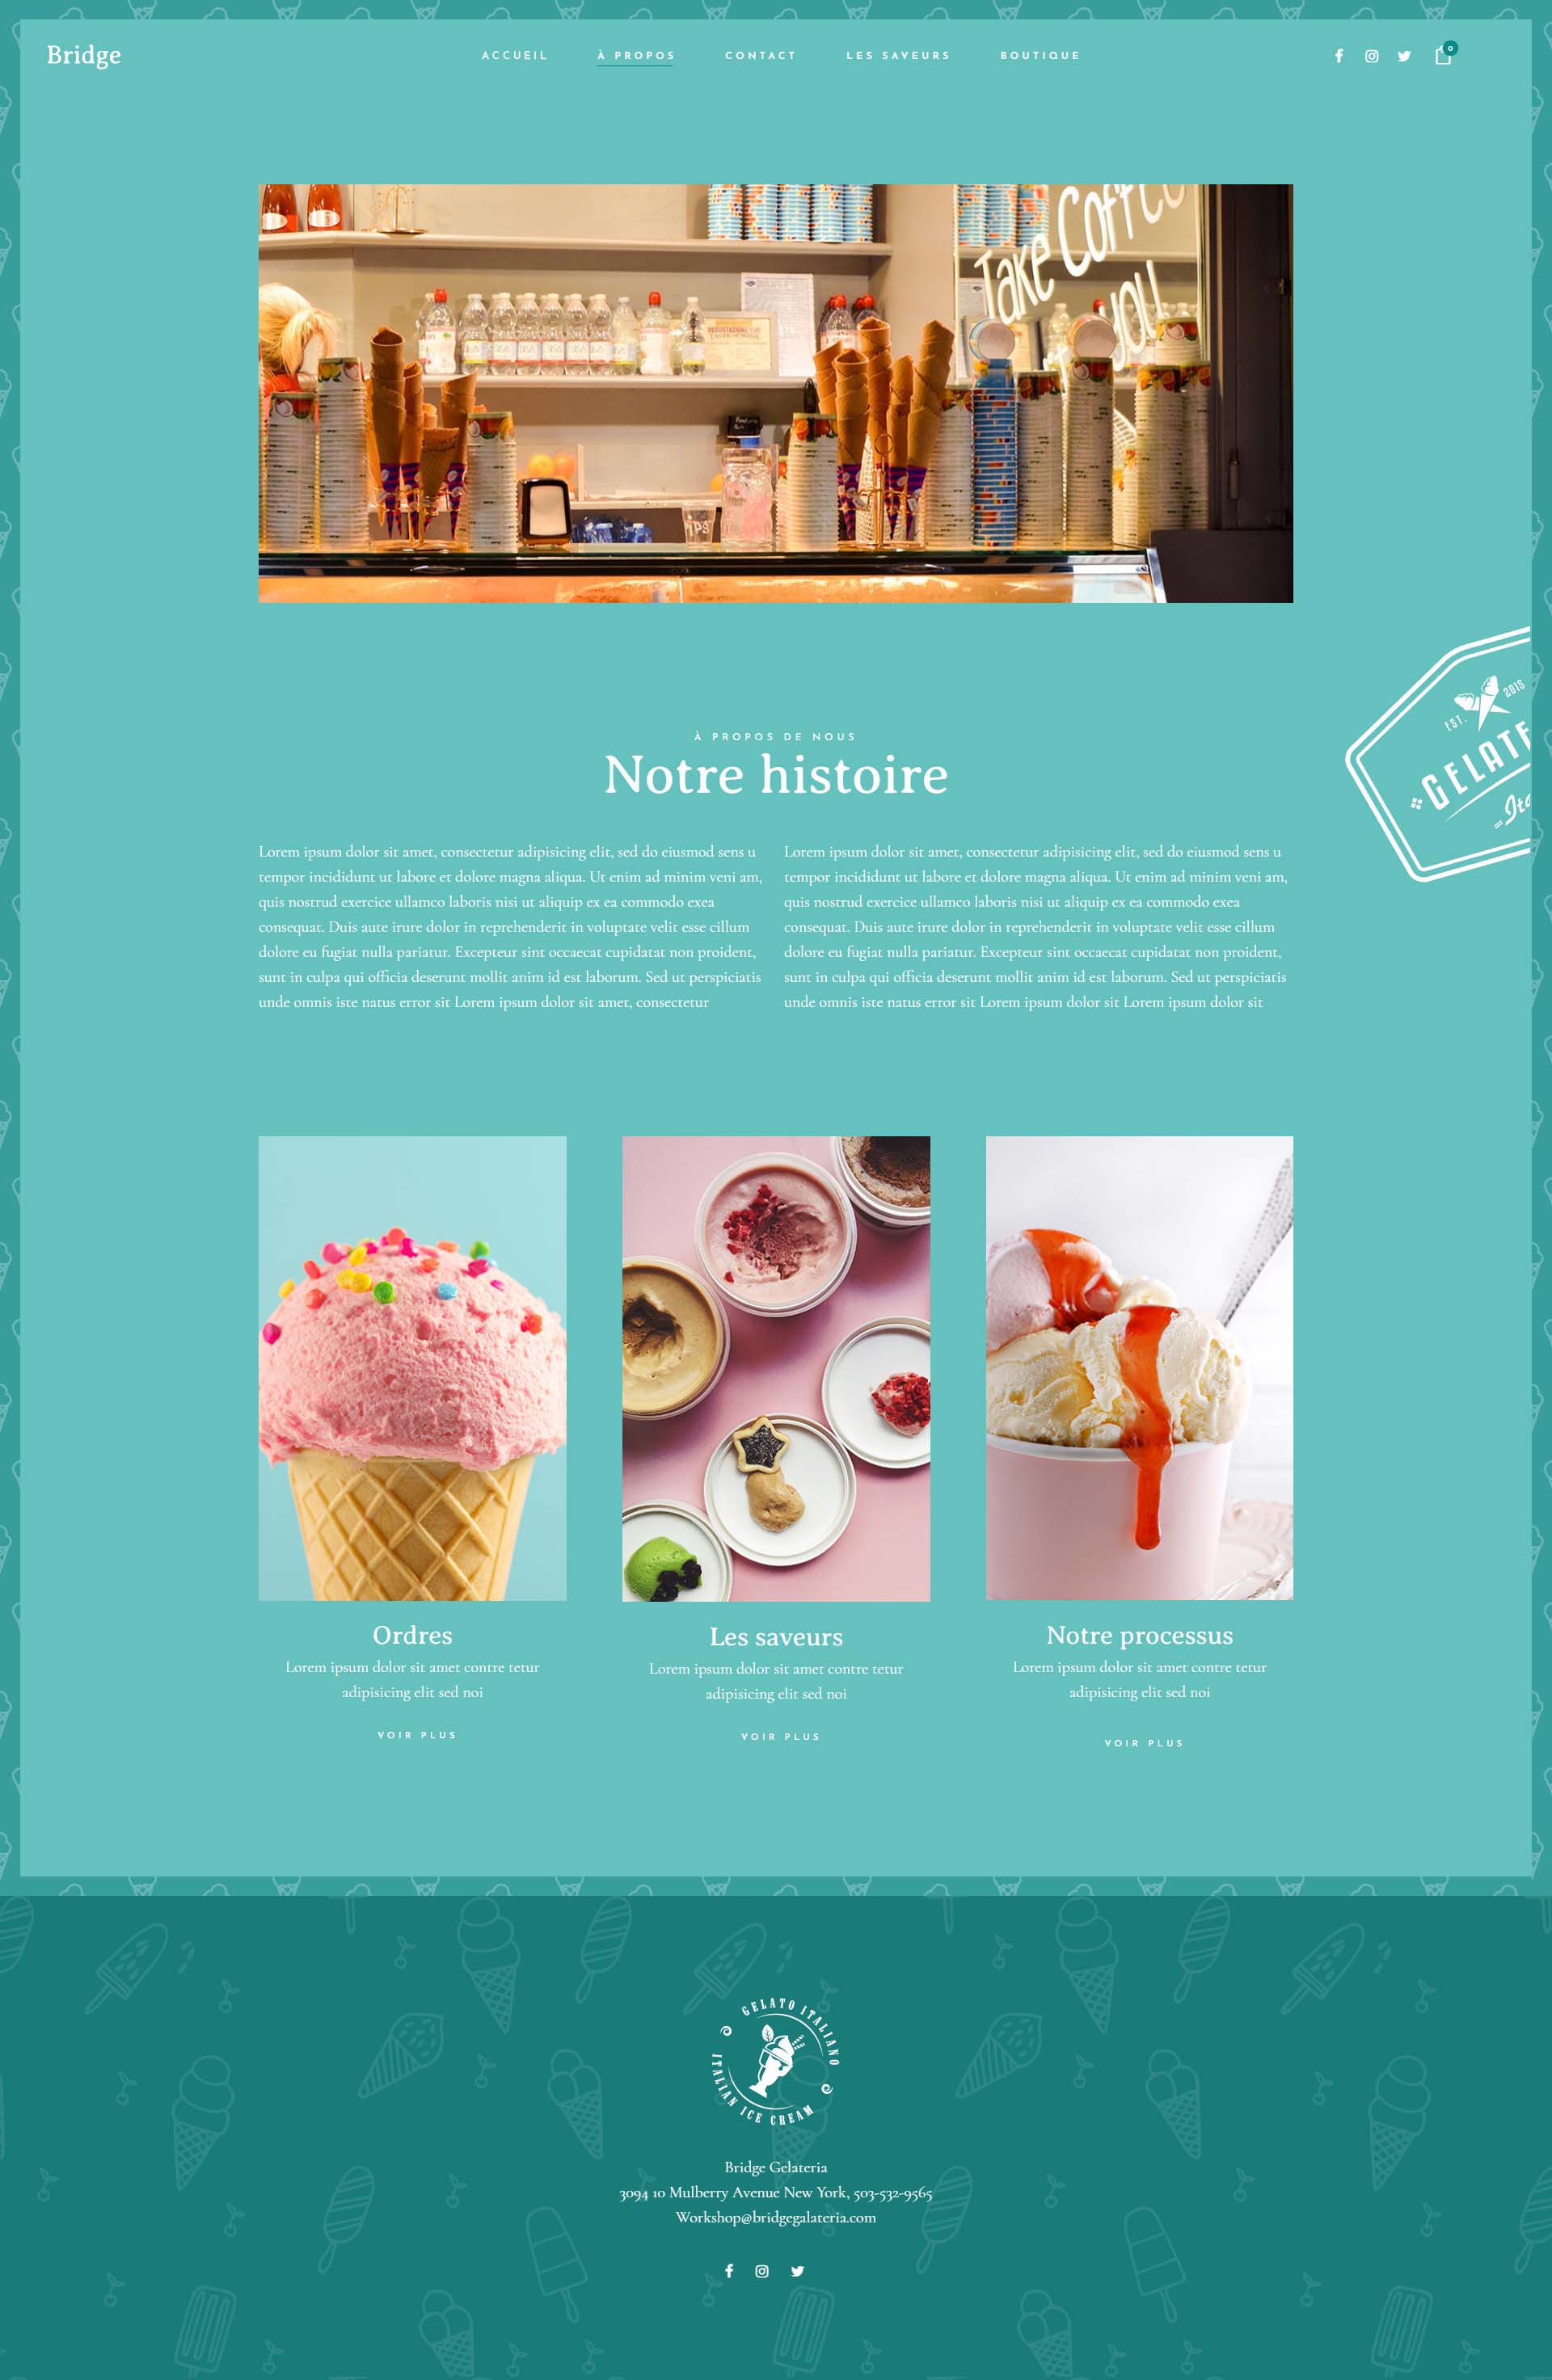 Bridge
ACCUEIL
À PROPOS
CONTACT
LES SAVEURS
BOUTIQUE
0
Take Coffee
you
TIPS
À PROPOS DE NOUS
Notre histoire
EST. 2015
GELATE
Ita
Lorem ipsum dolor sit amet, consectetur adipisicing elit, sed do eiusmod sens u
tempor incididunt ut labore et dolore magna aliqua. Ut enim ad minim veni am,
quis nostrud exercice ullamco laboris nisi ut aliquip ex ea commodo exea
consequat. Duis aute irure dolor in reprehenderit in voluptate velit esse cillum
dolore eu fugiat nulla pariatur. Excepteur sint occaecat cupidatat non proident,
sunt in culpa qui officia deserunt mollit anim id est laborum. Sed ut perspiciatis
unde omnis iste natus error sit Lorem ipsum dolor sit amet, consectetur
Lorem ipsum dolor sit amet, consectetur adipisicing elit, sed do eiusmod sens u
tempor incididunt ut labore et dolore magna aliqua. Ut enim ad minim veni am,
quis nostrud exercice ullamco laboris nisi ut aliquip ex ea commodo exea
consequat. Duis aute irure dolor in reprehenderit in voluptate velit esse cillum
dolore eu fugiat nulla pariatur. Excepteur sint occaecat cupidatat non proident,
sunt in culpa qui officia deserunt mollit anim id est laborum. Sed ut perspiciatis
unde omnis iste natus error sit Lorem ipsum dolor sit Lorem ipsum dolor sit
Ordres
Lorem ipsum dolor sit amet contre tetur
adipisicing elit sed noi
VOIR PLUS
Les saveurs
Lorem ipsum dolor sit amet contre tetur
adipisicing elit sed noi
VOIR PLUS
Notre processus
Lorem ipsum dolor sit amet contre tetur
adipisicing elit sed noi
VOIR PLUS
GELATO ITALIANO
ITALIAN ICE CREAM
Bridge Gelateria
3094 10 Mulberry Avenue New York, 503-532-9565
Workshop@bridgegalateria.com